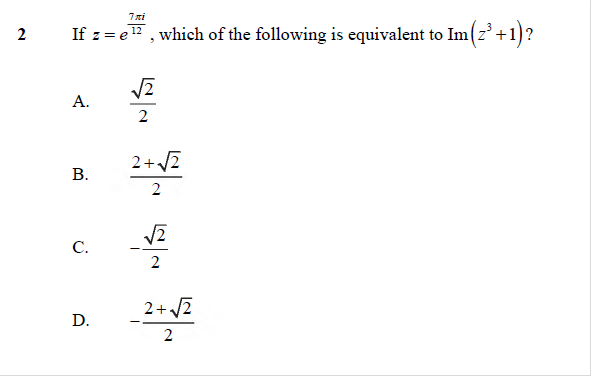 2 If $z = e^{\frac{7\pi i}{12}}$, which of the following is equivalent to $\text{Im}\left(z^3+1\right)$?
A. $\frac{\sqrt{2}}{2}$
B. $\frac{2+\sqrt{2}}{2}$
C. $-\frac{\sqrt{2}}{2}$
D. $-\frac{2+\sqrt{2}}{2}$